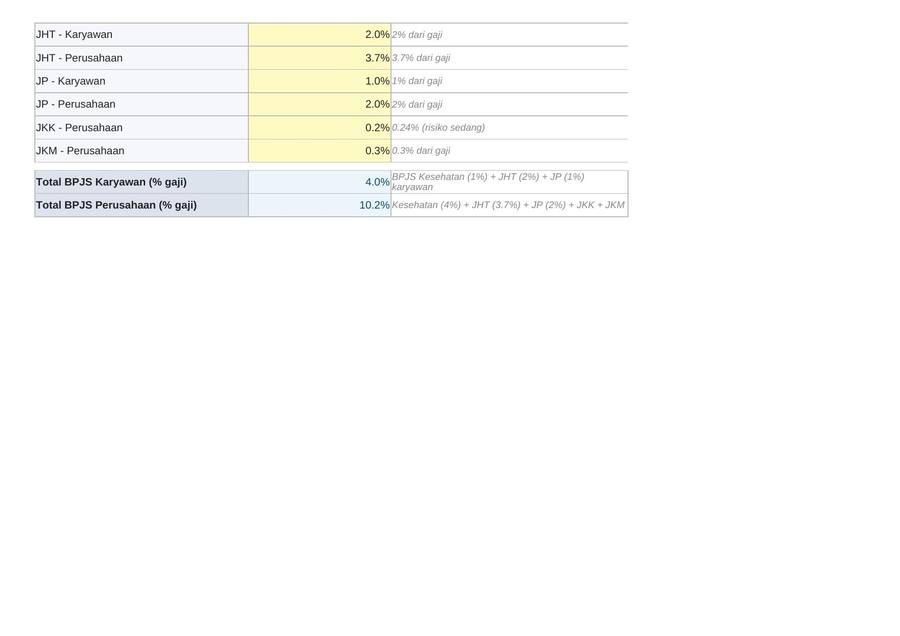 JHT - Karyawan 2.0% 2% dari gaji
JHT - Perusahaan 3.7% 3.7% dari gaji
JP - Karyawan 1.0% 1% dari gaji
JP - Perusahaan 2.0% 2% dari gaji
JKK - Perusahaan 0.2% 0.24% (risiko sedang)
JKM - Perusahaan 0.3% 0.3% dari gaji
Total BPJS Karyawan (% gaji) 4.0% BPJS Kesehatan (1%) + JHT (2%) + JP (1%)
karyawan
Total BPJS Perusahaan (% gaji) 10.2% Kesehatan (4%) + JHT (3.7%) + JP (2%) + JKK + JKM